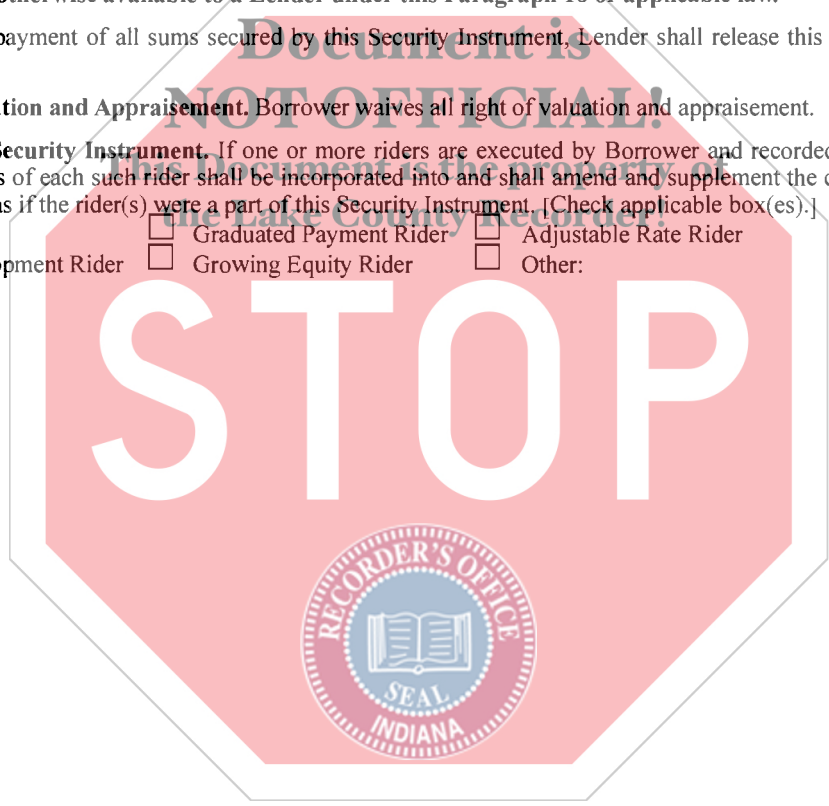 otherwise available to a Lender under this Paragraph 18 or applicable law.
Document is
payment of all sums secured by this Security Instrument, Lender shall release this
NOT OFFICIAL!
tion and Appraisement. Borrower waives all right of valuation and appraisement.
Security Instrument. If one or more riders are executed by Borrower and recorded
This Document is the property of
s of each such rider shall be incorporated into and shall amend and supplement the
as if the rider(s) were a part of this Security Instrument. [Check applicable box(es).]
the Lake County Recorder!
Graduated Payment Rider Adjustable Rate Rider
opment Rider Growing Equity Rider Other:
STOP
RECORDER'S OFFICE
SEAL
INDIANA